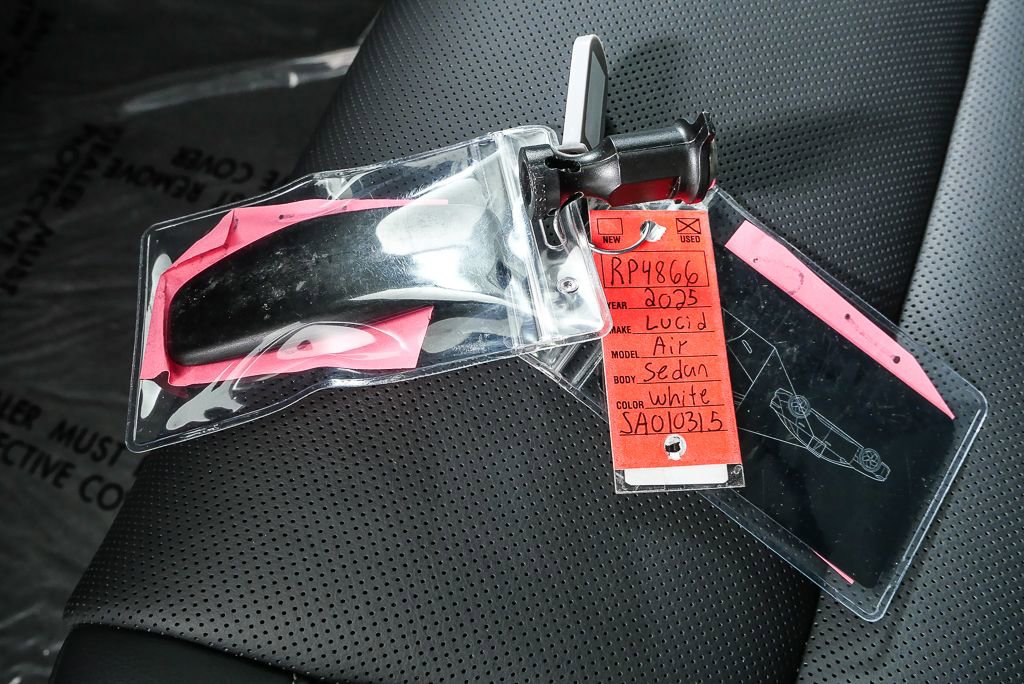 NEW USED
RP4866
YEAR 2025
MAKE Lucid
MODEL Air
BODY Sedan
COLOR White
SA010315
DEALER MUST
NOT REMOVE
COVER
DEALER MUST
PROTECTIVE CO